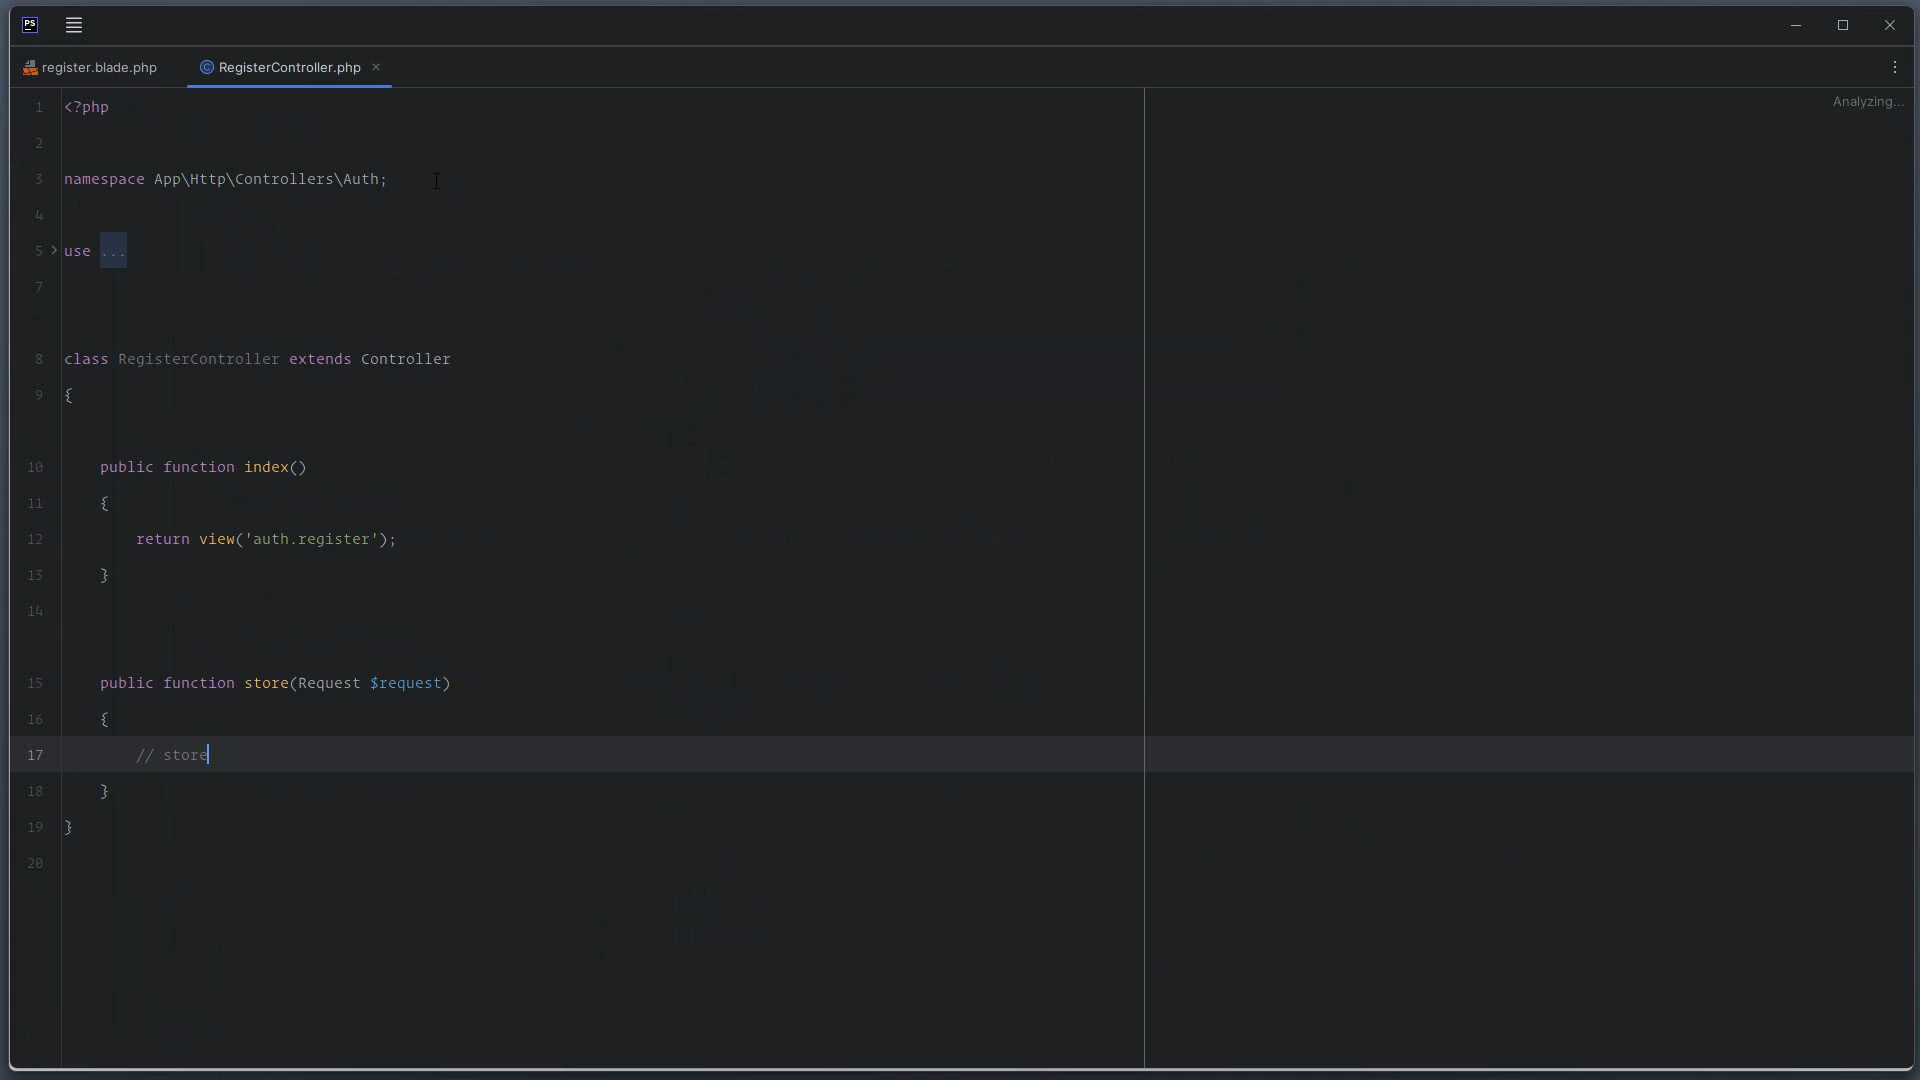 PS
register.blade.php
RegisterController.php
Analyzing...
1 <?php
2
3 namespace App\Http\Controllers\Auth;
4
5 use ...
7
8 class RegisterController extends Controller
9 {
10 public function index()
11 {
12 return view('auth.register');
13 }
14
15 public function store(Request $request)
16 {
17 // store
18 }
19 }
20